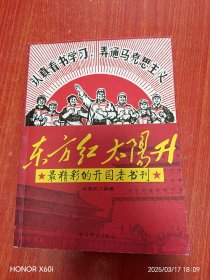 认真看书学习,弄通马克思主义
东方红 太阳升
★最精彩的开国老书刊★
HONOR X60i
2025/03/17 18:09